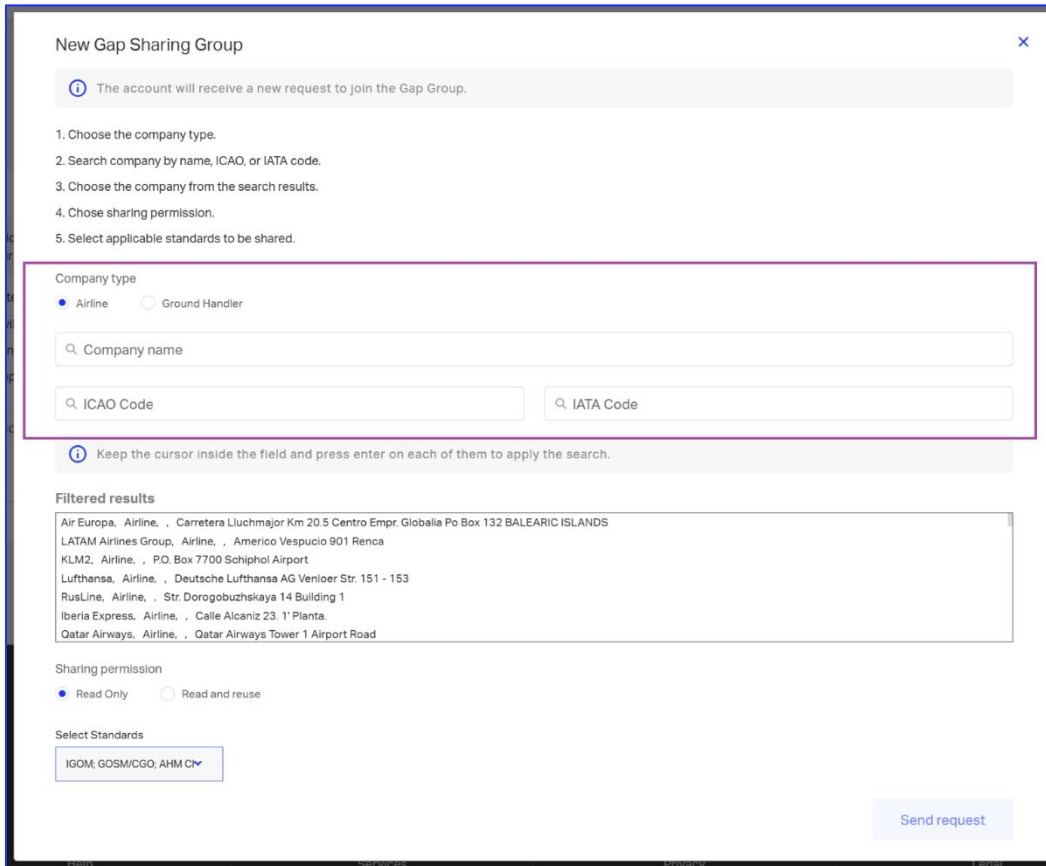 New Gap Sharing Group
The account will receive a new request to join the Gap Group.
1. Choose the company type.
2. Search company by name, ICAO, or IATA code.
3. Choose the company from the search results.
4. Chose sharing permission.
5. Select applicable standards to be shared.
Company type
Airline Ground Handler
Company name
ICAO Code IATA Code
Keep the cursor inside the field and press enter on each of them to apply the search.
Filtered results
Air Europa, Airline, , Carretera Lluchmajor Km 20.5 Centro Empr. Globalia Po Box 132 BALEARIC ISLANDS
LATAM Airlines Group, Airline, , Americo Vespucio 901 Renca
KLM2, Airline, , P.O. Box 7700 Schiphol Airport
Lufthansa, Airline, , Deutsche Lufthansa AG Venloer Str. 151 - 153
RusLine, Airline, , Str. Dorogobuzhskaya 14 Building 1
Iberia Express, Airline, , Calle Alcaniz 23. 1' Planta.
Qatar Airways, Airline, , Qatar Airways Tower 1 Airport Road
Sharing permission
Read Only Read and reuse
Select Standards
IGOM; GOSM/CGO; AHM
Send request
Help Services Privacy Legal